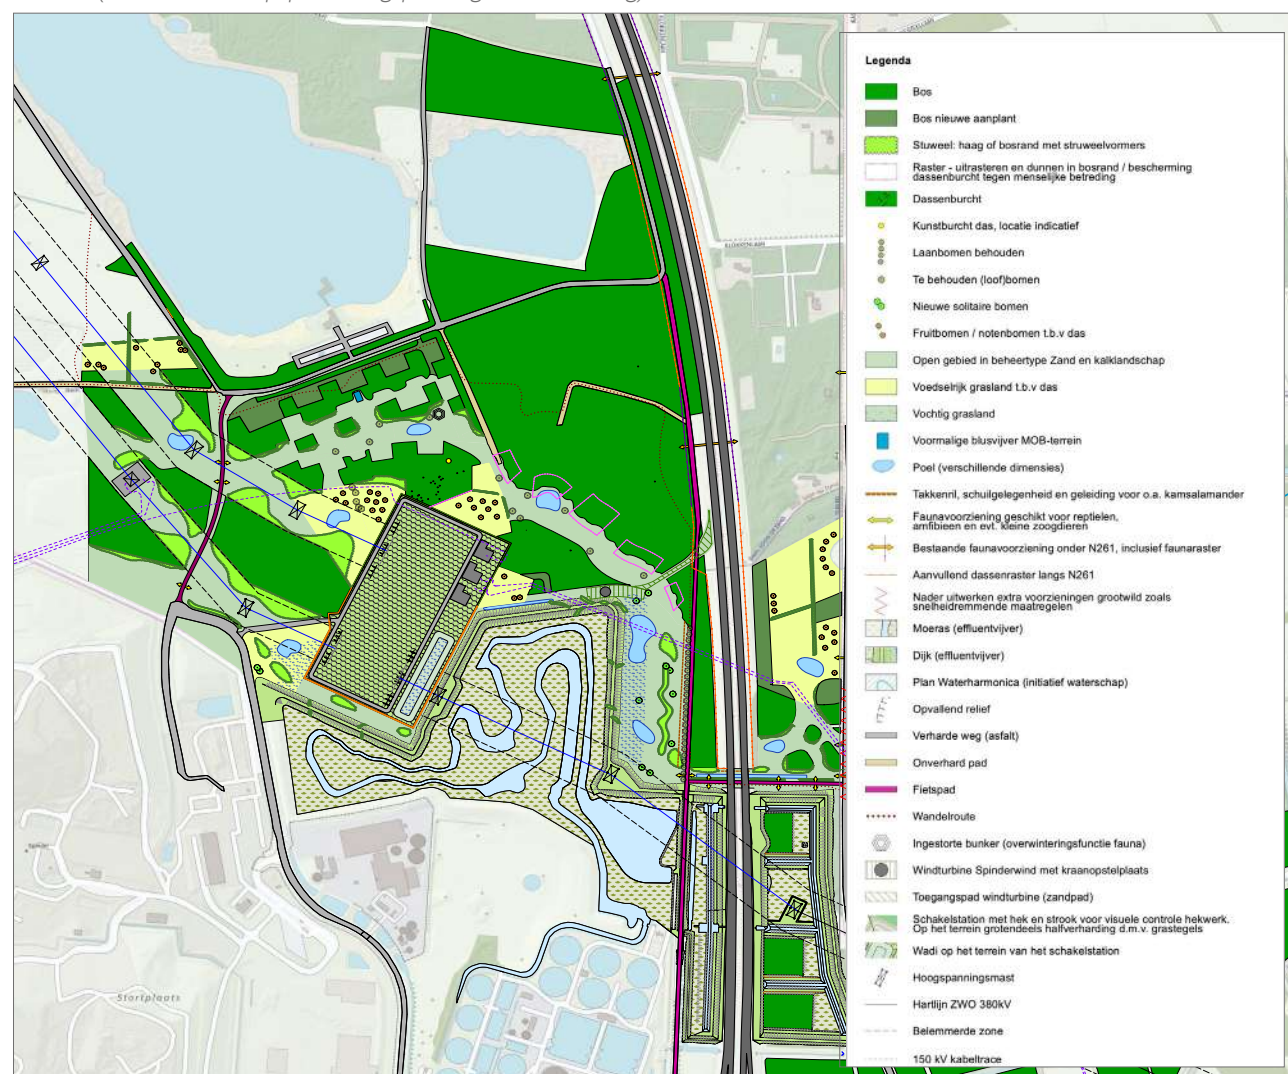 Legenda
Bos
Bos nieuwe aanplant
Stuweel: haag of bosrand met struweelvormers
Raster - uitrasteren en dunnen in bosrand / bescherming
dassenburcht tegen menselijke betreding
Dassenburcht
Kunstburcht das, locatie indicatief
Laanbomen behouden
Te behouden (loof)bomen
Nieuwe solitaire bomen
Fruitbomen / notenbomen t.b.v das
Open gebied in beheertype Zand en kalklandschap
Voedselrijk grasland t.b.v das
Vochtig grasland
Voormalige blusvijver MOB-terrein
Poel (verschillende dimensies)
Takkenril, schuilgelegenheid en geleiding voor o.a. kamsalamander
Faunavoorziening geschikt voor reptielen,
amfibieen en evt. kleine zoogdieren
Bestaande faunavoorziening onder N261, inclusief faunaraster
Aanvullend dassenraster langs N261
Nader uitwerken extra voorzieningen grootwild zoals
snelheidremmende maatregelen
Moeras (effluentvijver)
Dijk (effluentvijver)
Plan Waterharmonica (initiatief waterschap)
Opvallend relief
Verharde weg (asfalt)
Onverhard pad
Fietspad
Wandelroute
Ingestorte bunker (overwinteringsfunctie fauna)
Windturbine Spinderwind met kraanopstelplaats
Toegangspad windturbine (zandpad)
Schakelstation met hek en strook voor visuele controle hekwerk.
Op het terrein grotendeels halfverharding d.m.v. grastegels
Wadi op het terrein van het schakelstation
Hoogspanningsmast
Hartlijn ZWO 380kV
Belemmerde zone
150 kV kabeltrace
Stortplaats